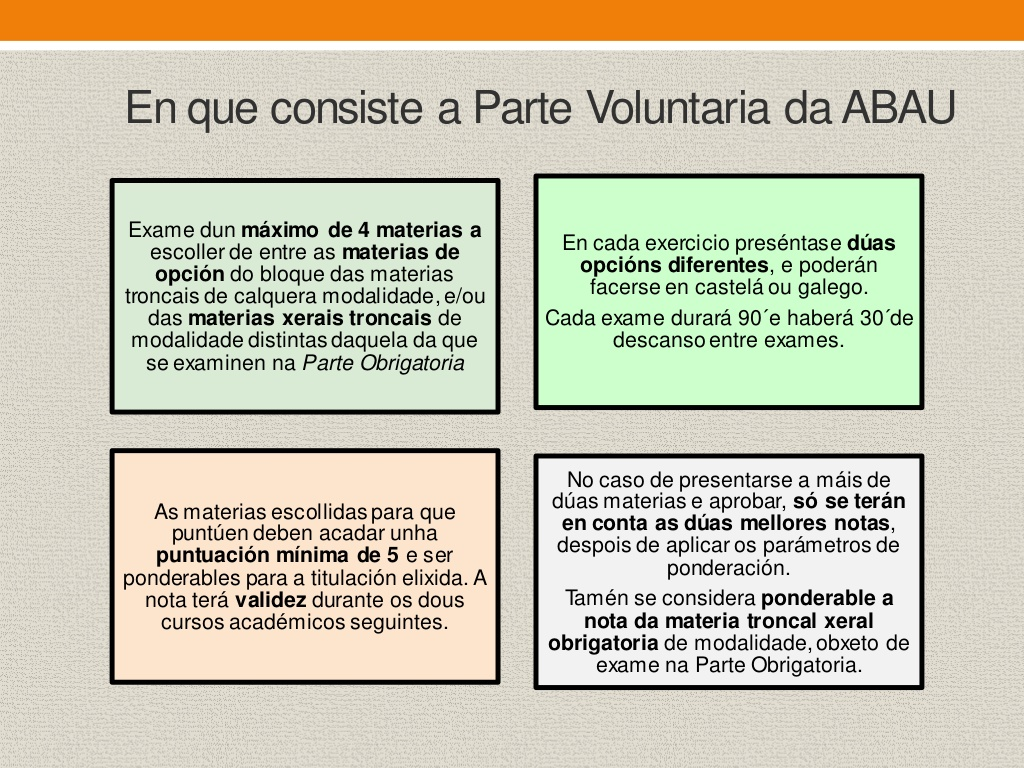 En que consiste a Parte Voluntaria da ABAU
Exame dun máximo de 4 materias a
escoller de entre as materias de
opción do bloque das materias
troncais de calquera modalidade, e/ou
das materias xerais troncais de
modalidade distintas daquela da que
se examinen na Parte Obrigatoria
En cada exercicio preséntase dúas
opcións diferentes, e poderán
facerse en castelá ou galego.
Cada exame durará 90´e haberá 30´de
descanso entre exames.
As materias escollidas para que
puntúen deben acadar unha
puntuación mínima de 5 e ser
ponderables para a titulación elixida. A
nota terá validez durante os dous
cursos académicos seguintes.
No caso de presentarse a máis de
dúas materias e aprobar, só se terán
en conta as dúas mellores notas,
despois de aplicar os parámetros de
ponderación.
Tamén se considera ponderable a
nota da materia troncal xeral
obrigatoria de modalidade, obxeto de
exame na Parte Obrigatoria.